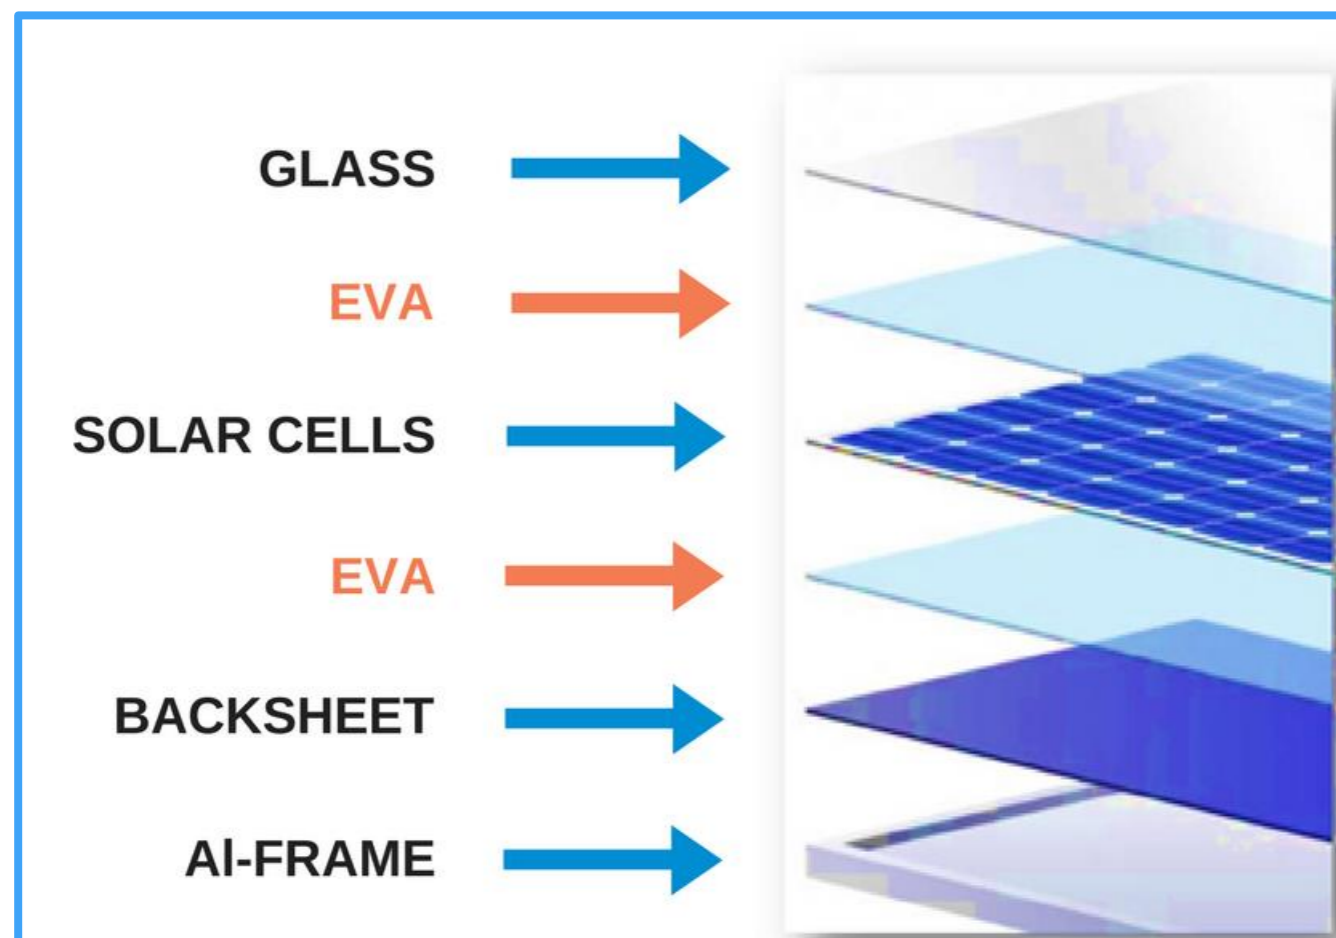 GLASS
EVA
SOLAR CELLS
EVA
BACKSHEET
Al-FRAME